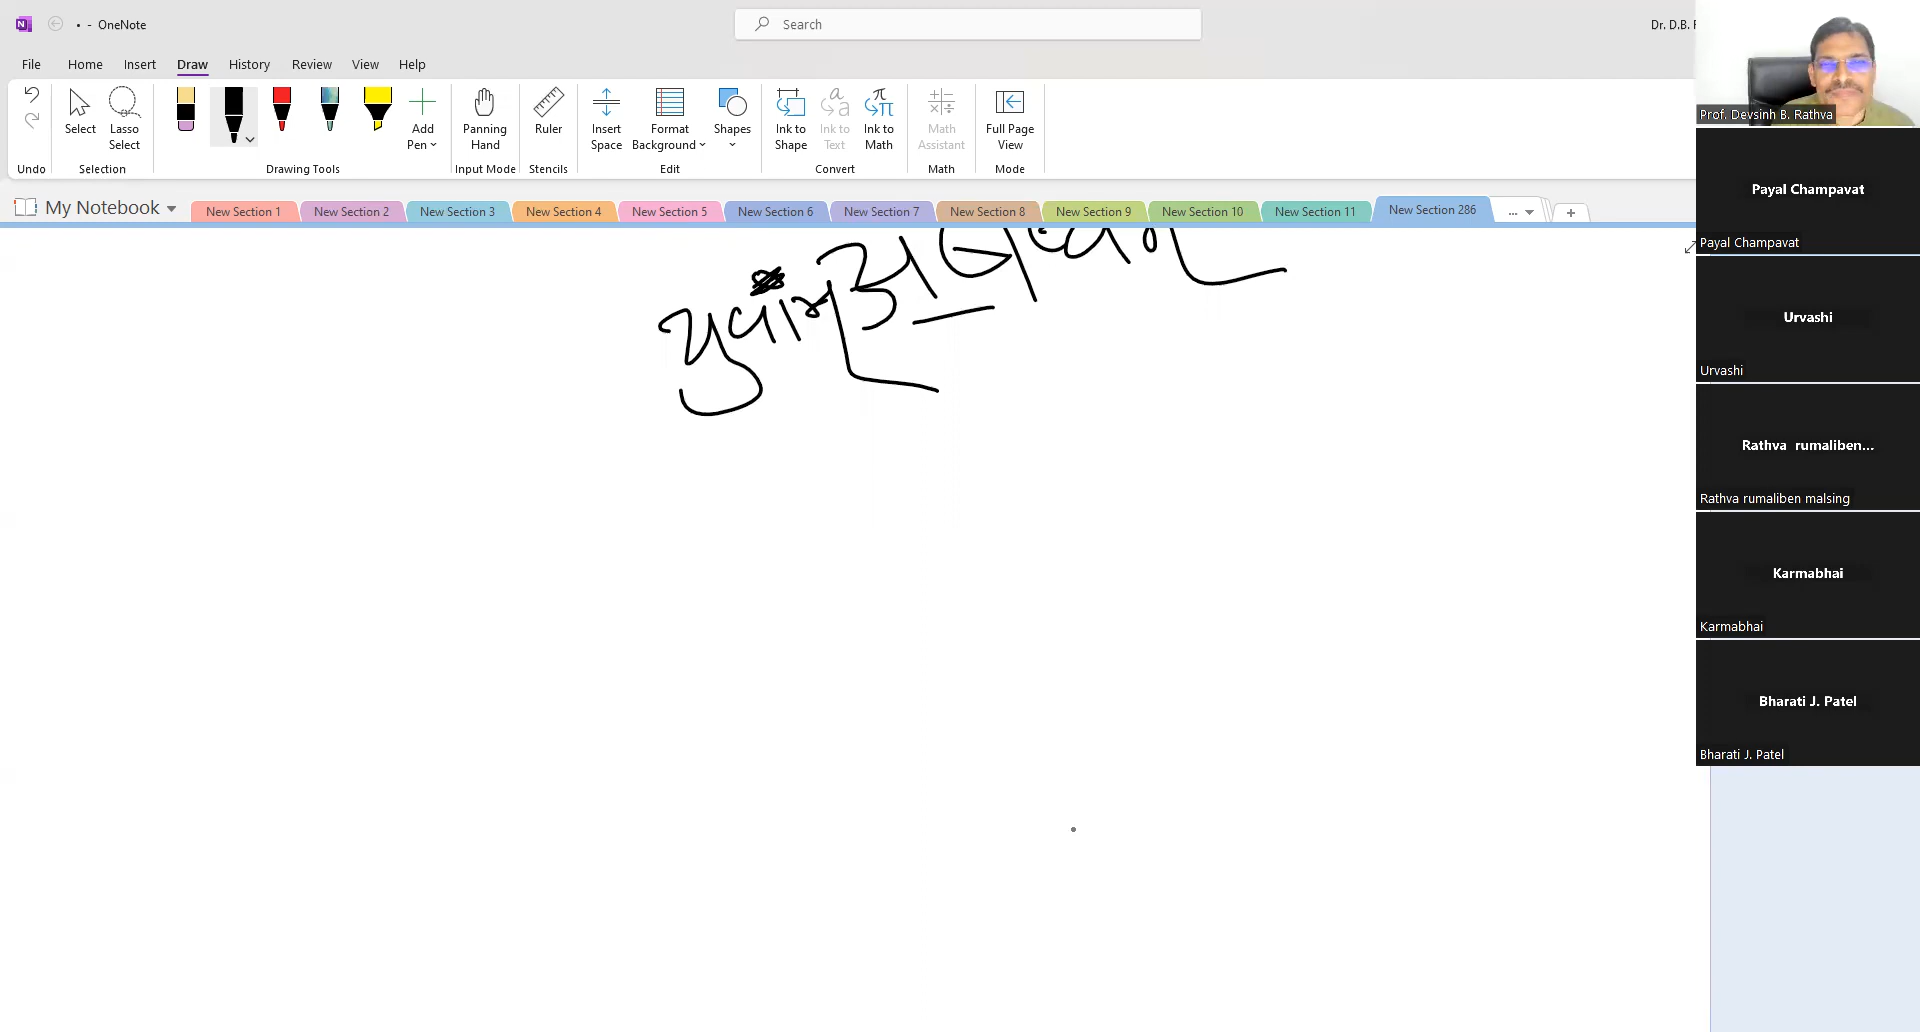 • - OneNote
Search
Dr. D.B.
File Home Insert Draw History Review View Help
Select
Lasso Select
Add Pen
Panning Hand
Ruler
Insert Space
Format Background
Shapes
Ink to Shape
Ink to Text
Ink to Math
Math Assistant
Full Page View
Undo Selection Drawing Tools Input Mode Stencils Edit Convert Math Mode
My Notebook New Section 1 New Section 2 New Section 3 New Section 4 New Section 5 New Section 6 New Section 7 New Section 8 New Section 9 New Section 10 New Section 11 New Section 286 ... +
Prof. Devsinh B. Rathva
Payal Champavat
Payal Champavat
Urvashi
Urvashi
Rathva rumaliben...
Rathva rumaliben malsing
Karmabhai
Karmabhai
Bharati J. Patel
Bharati J. Patel